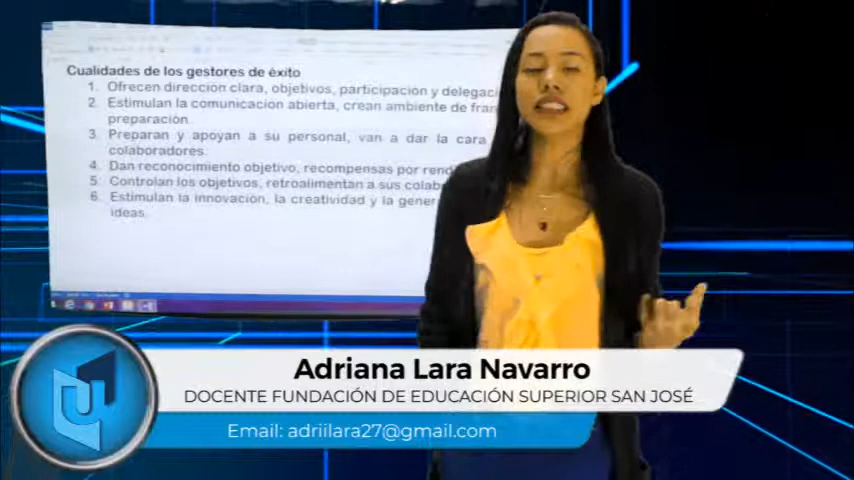 Cualidades de los gestores de éxito
1. Ofrecen dirección clara, objetivos, participación y delegaci
2. Estimulan la comunicación abierta, crean ambiente de fran
preparación.
3. Preparan y apoyan a su personal, van a dar la cara
colaboradores.
4. Dan reconocimiento objetivo, recompensas por rend
5. Controlan los objetivos, retroalimentan a sus colab
6. Estimulan la innovación, la creatividad y la gener
ideas.
Adriana Lara Navarro
DOCENTE FUNDACIÓN DE EDUCACIÓN SUPERIOR SAN JOSÉ
Email: adriilara27@gmail.com